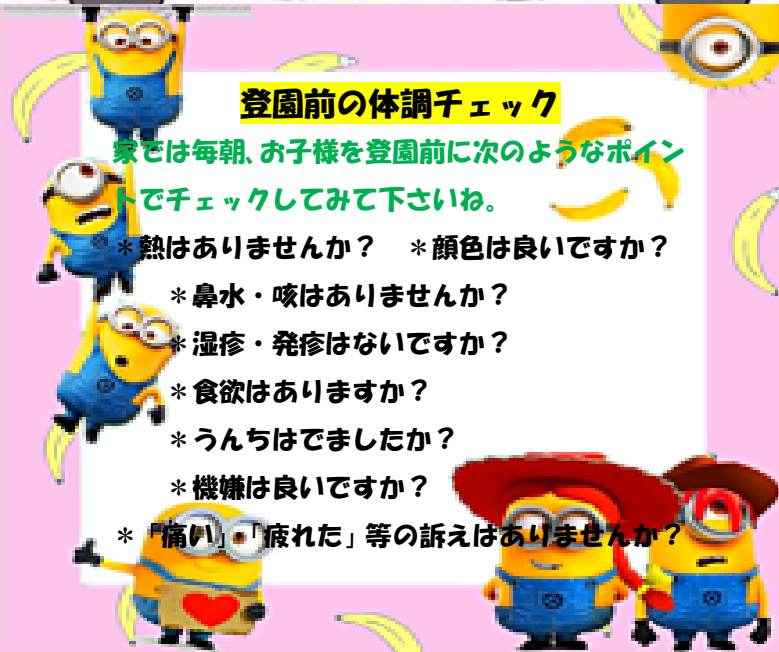 登園前の体調チェック
家では毎朝、お子様を登園前に次のようなポイン
トでチェックしてみて下さいね。
＊熱はありませんか？　＊顔色は良いですか？
＊鼻水・咳はありませんか？
＊湿疹・発疹はないですか？
＊食欲はありますか？
＊うんちはでましたか？
＊機嫌は良いですか？
＊「痛い」・「疲れた」等の訴えはありませんか？